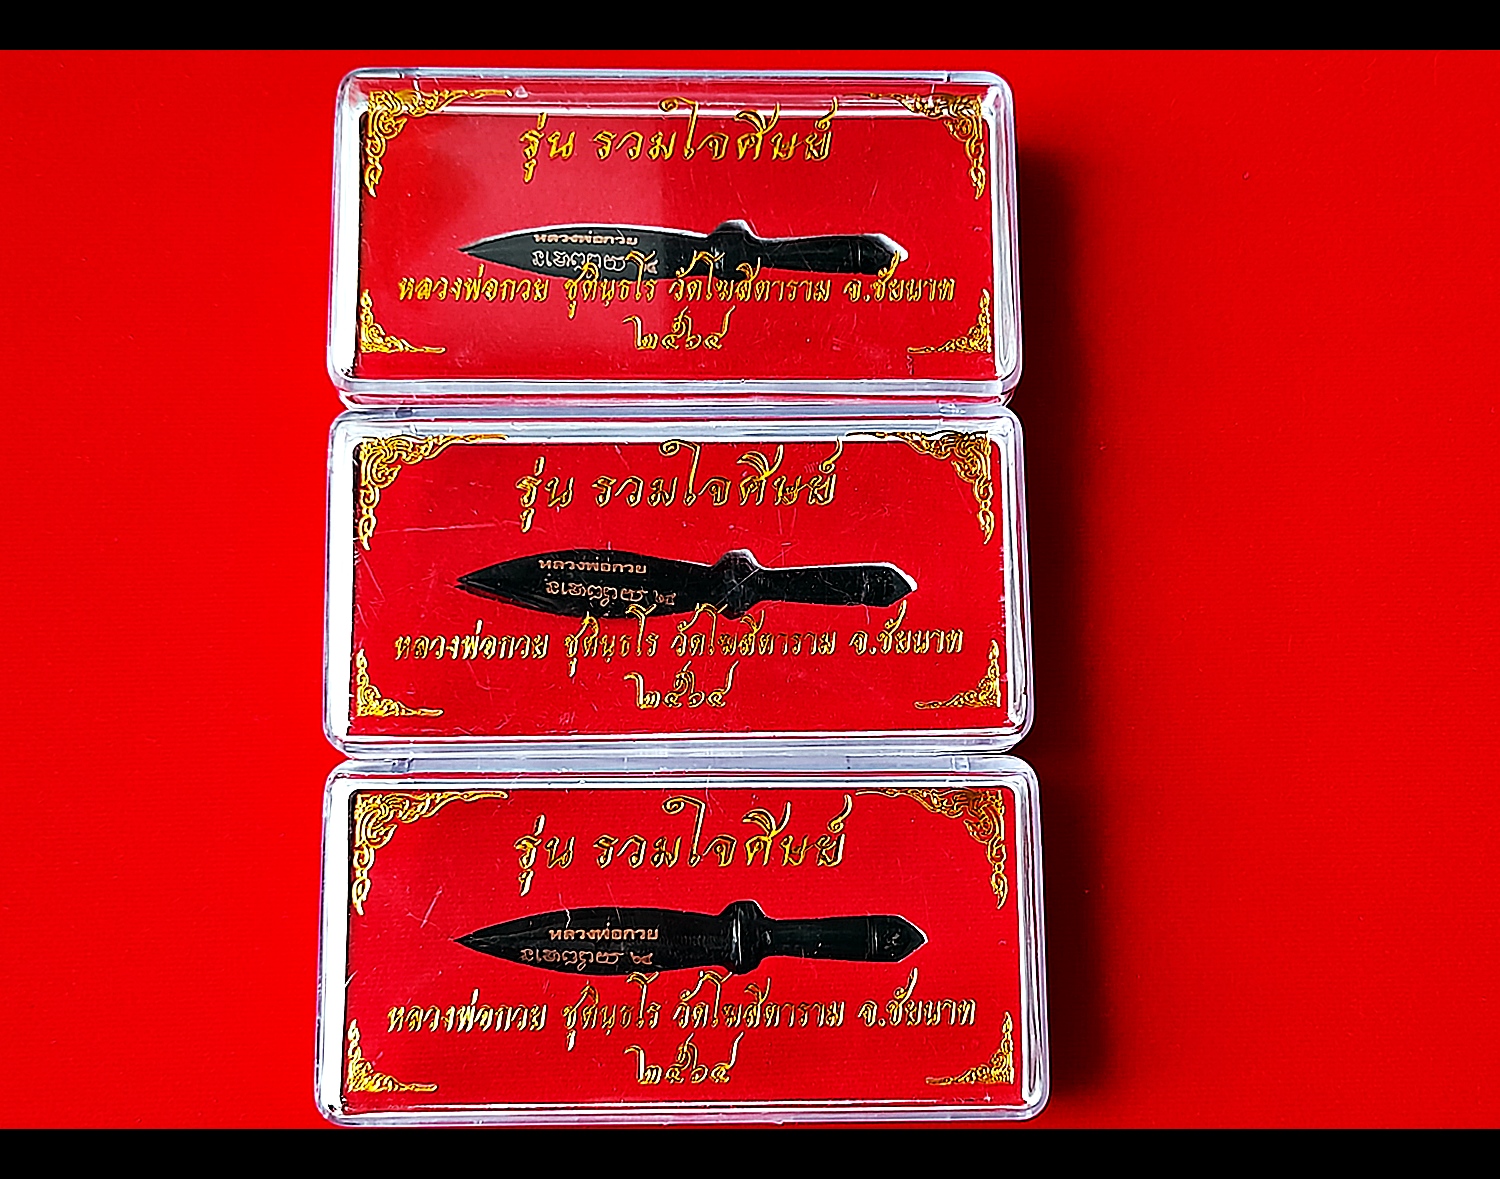 รุ่น รวมใจศิษย์
หลวงพ่อกวย
หลวงพ่อกวย ชุตินฺธโร วัดโฆสิตาราม จ.ชัยนาท
๒๕๖๔
รุ่น รวมใจศิษย์
หลวงพ่อกวย
หลวงพ่อกวย ชุตินฺธโร วัดโฆสิตาราม จ.ชัยนาท
๒๕๖๔
รุ่น รวมใจศิษย์
หลวงพ่อกวย
หลวงพ่อกวย ชุตินฺธโร วัดโฆสิตาราม จ.ชัยนาท
๒๕๖๔